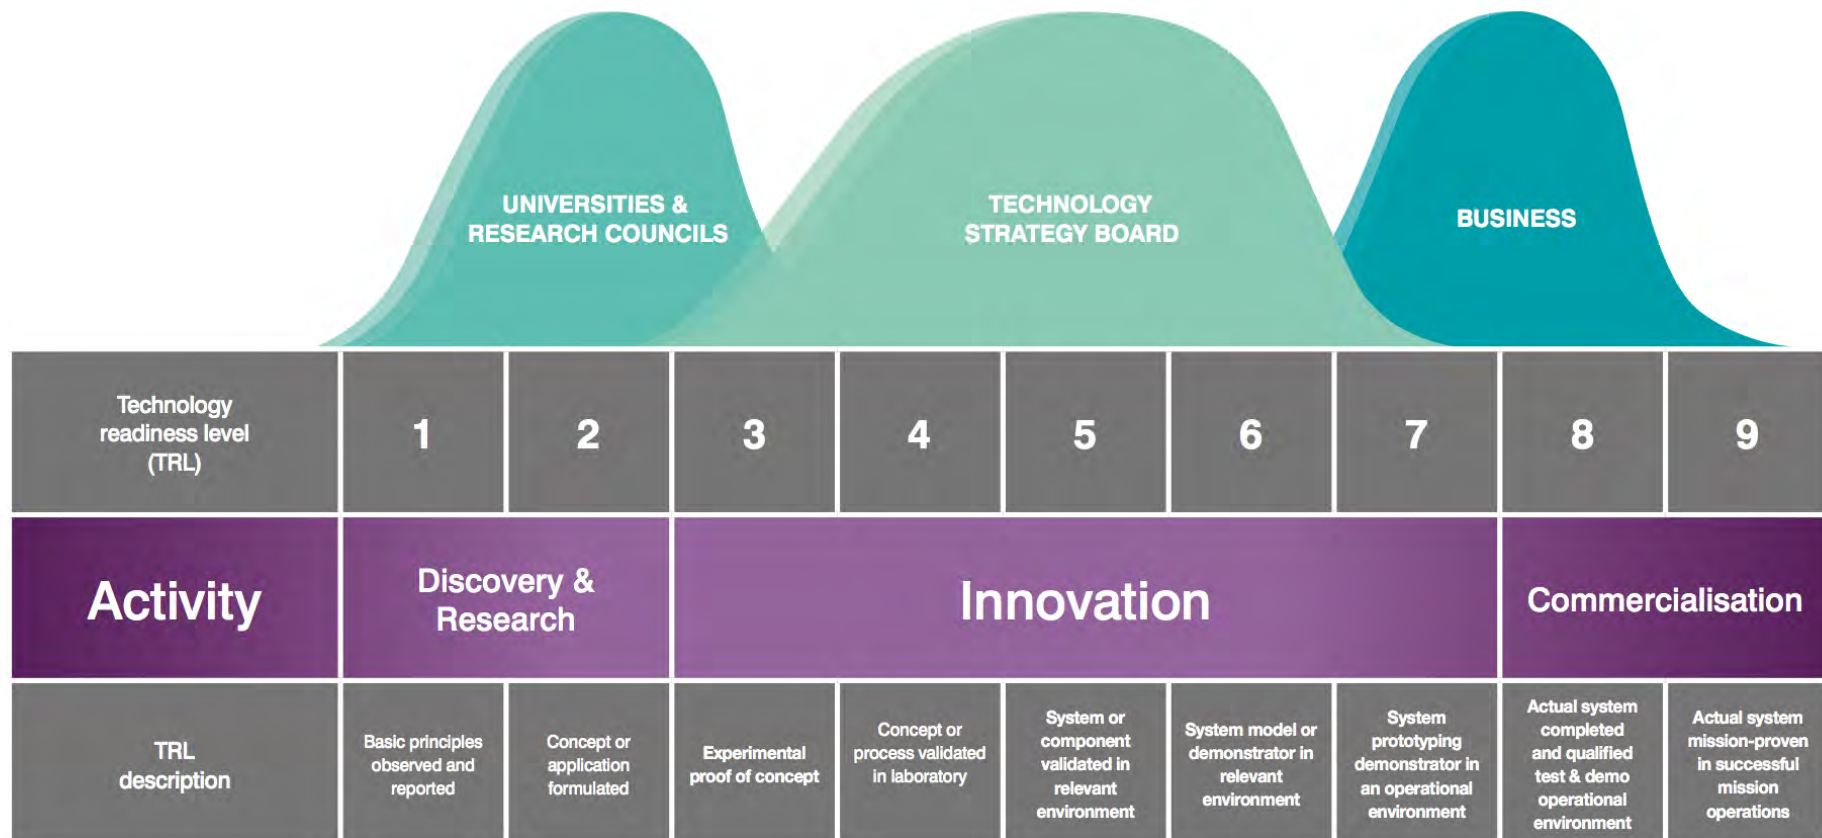 UNIVERSITIES &
RESEARCH COUNCILS
TECHNOLOGY
STRATEGY BOARD
BUSINESS
Technology
readiness level
(TRL)
1
2
3
4
5
6
7
8
9
Activity
Discovery &
Research
Innovation
Commercialisation
TRL
description
Basic principles
observed and
reported
Concept or
application
formulated
Experimental
proof of concept
Concept or
process validated
in laboratory
System or
component
validated in
relevant
environment
System model or
demonstrator in
relevant
environment
System
prototyping
demonstrator in
an operational
environment
Actual system
completed
and qualified
test & demo
operational
environment
Actual system
mission-proven
in successful
mission
operations